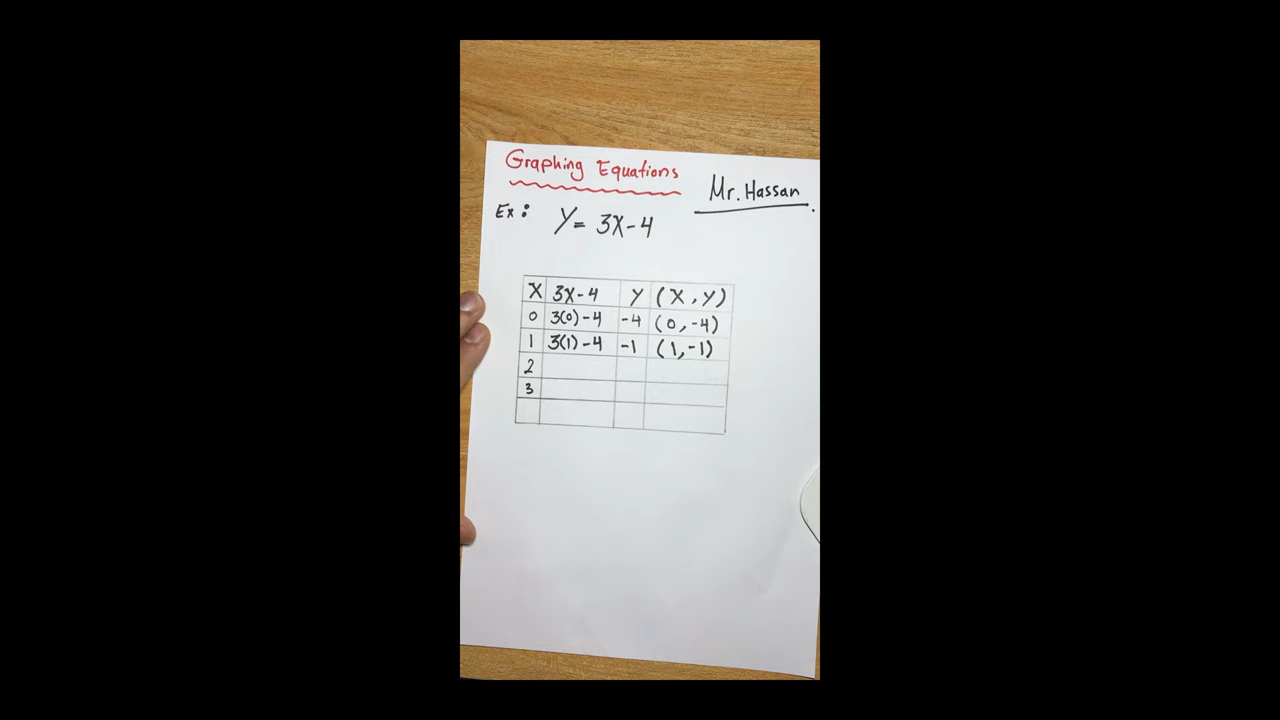 Graphing Equations
Mr. Hassan.
Ex: Y = 3X-4
X 3X-4 Y (X,Y)
0 3(0)-4 -4 (0,-4)
1 3(1)-4 -1 (1,-1)
2
3